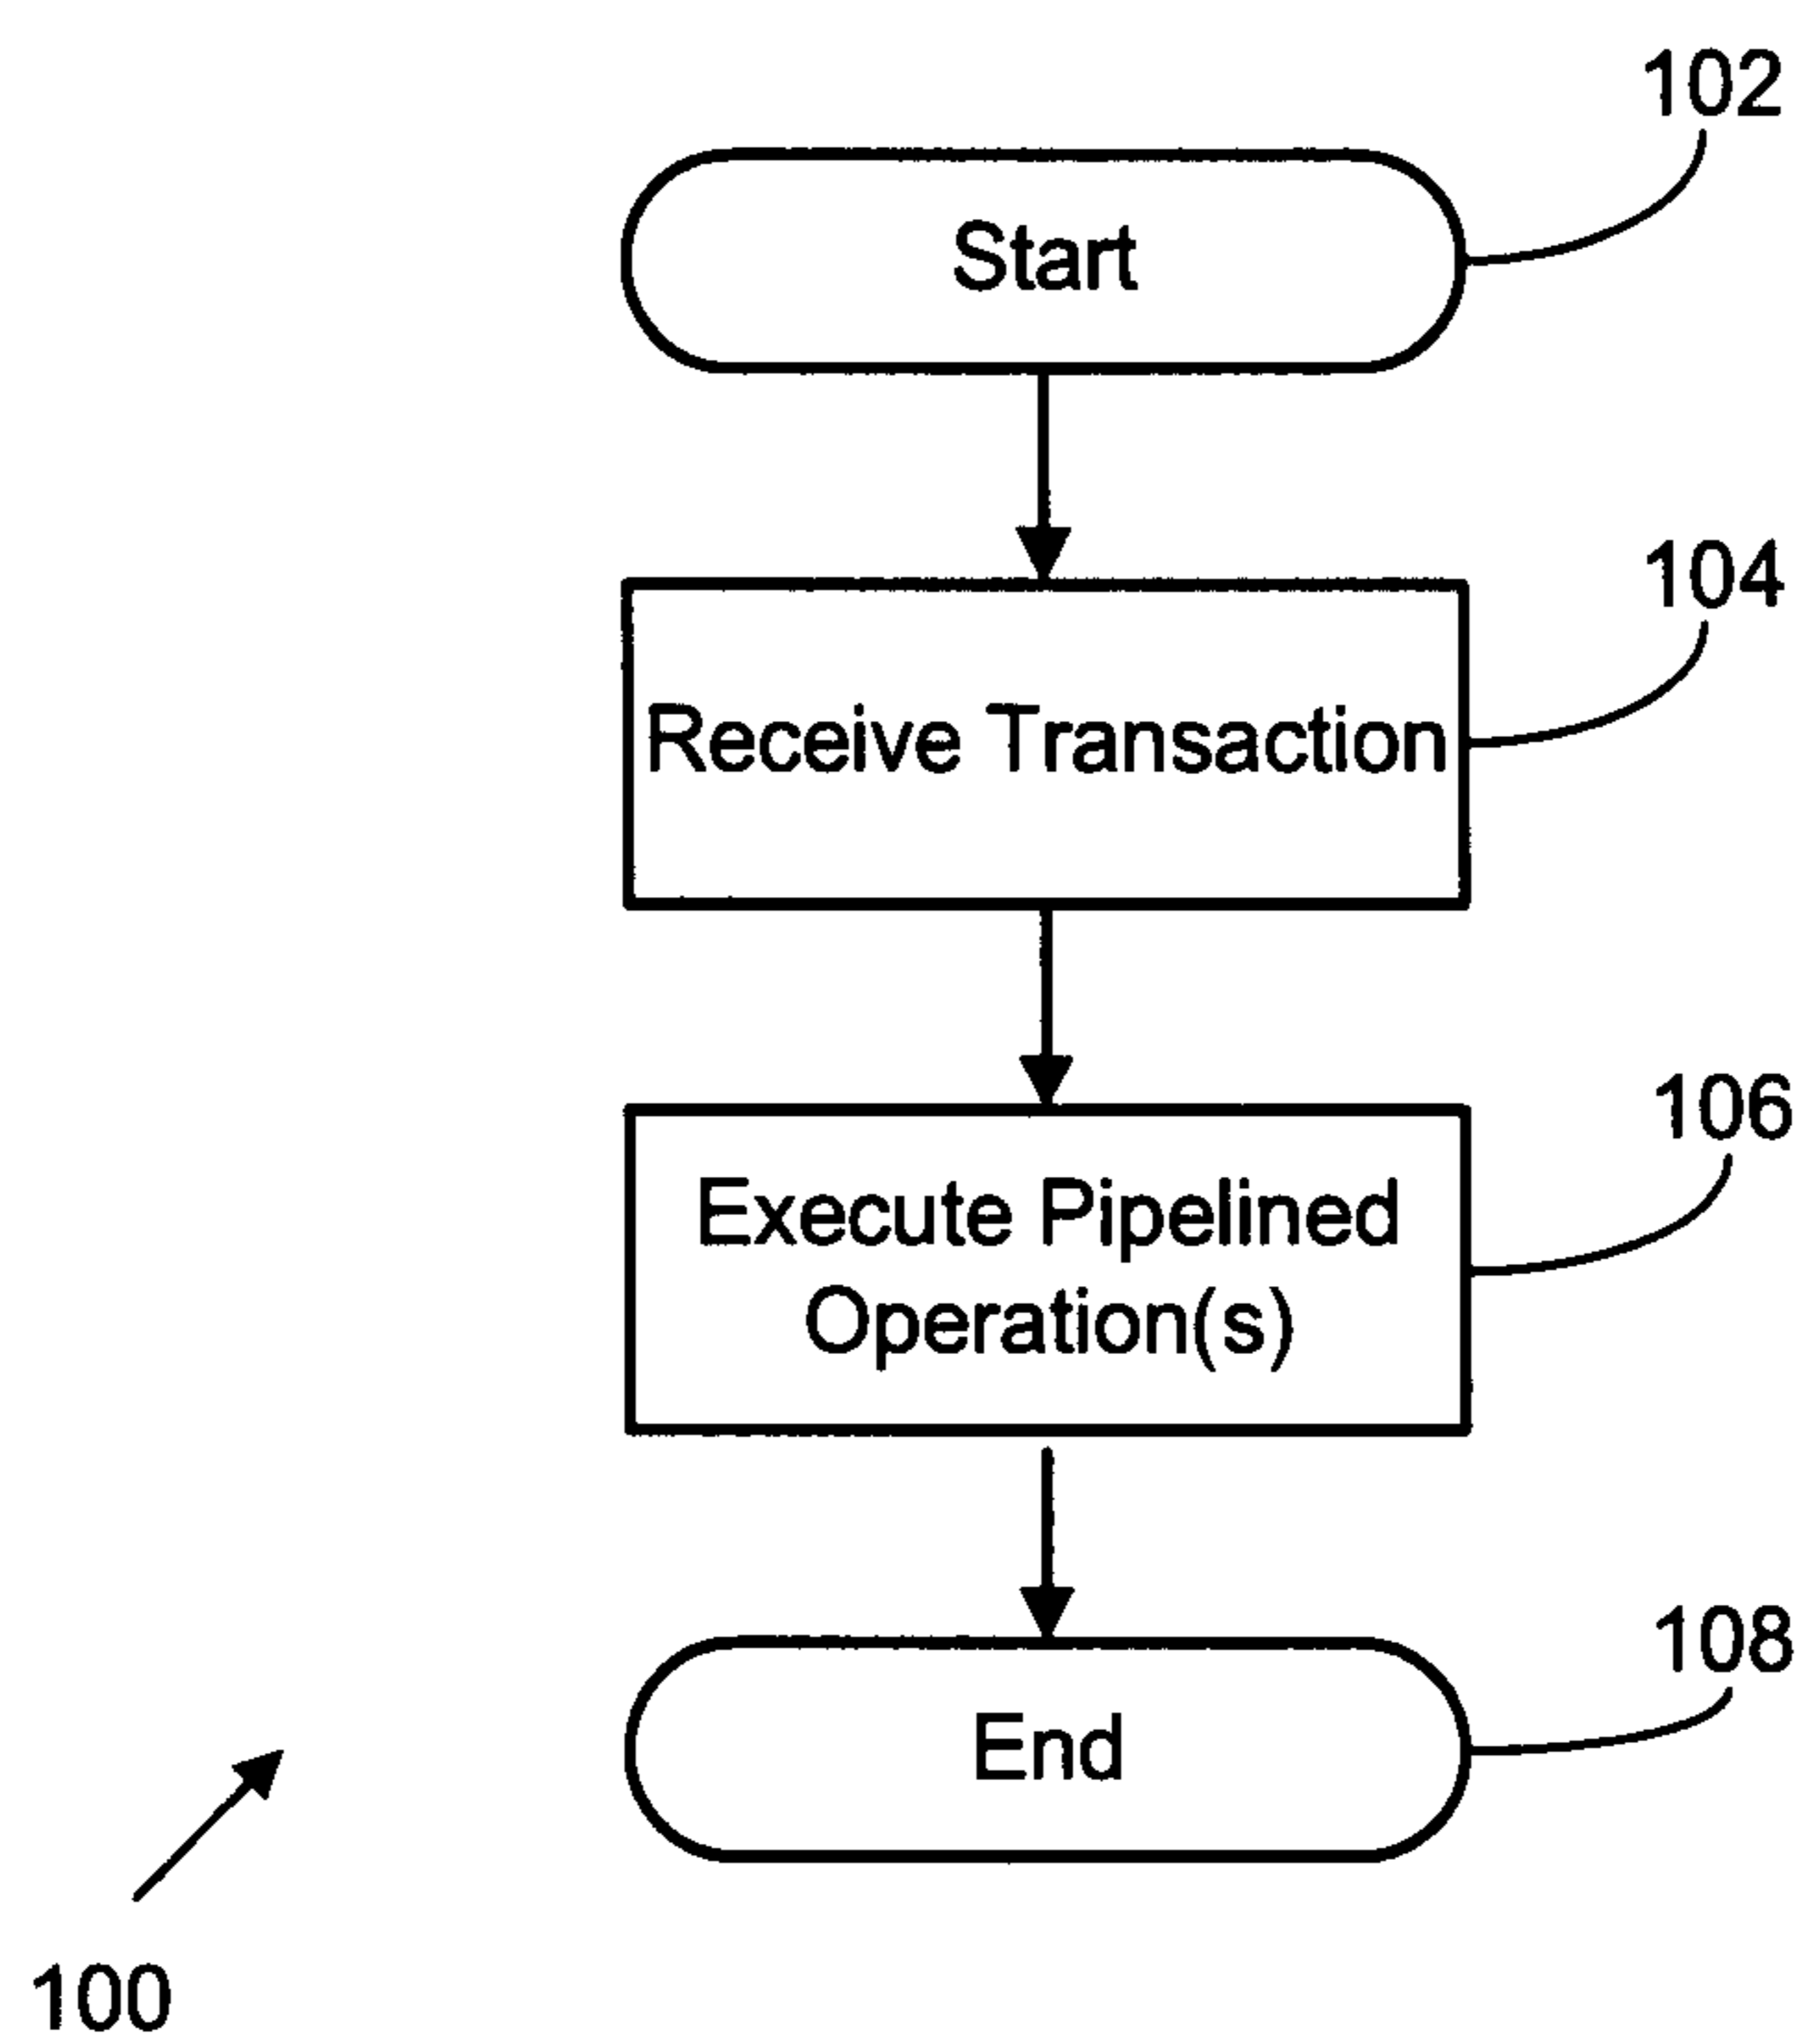 102
Start
104
Receive Transaction
106
Execute Pipelined
Operation(s)
108
End
100